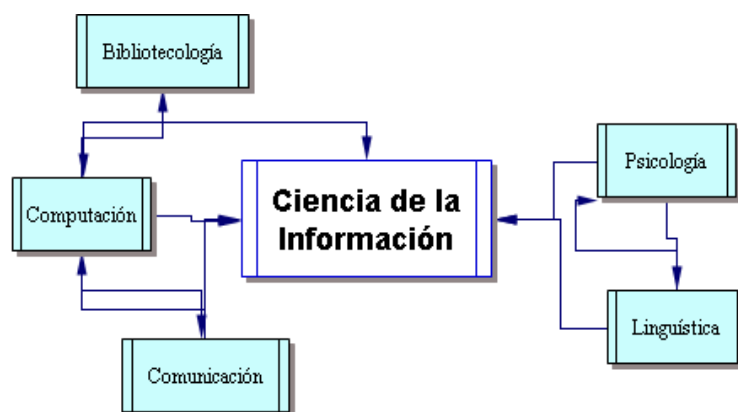 Bibliotecología
Psicología
Computación
Ciencia de la
Información
Linguística
Comunicación